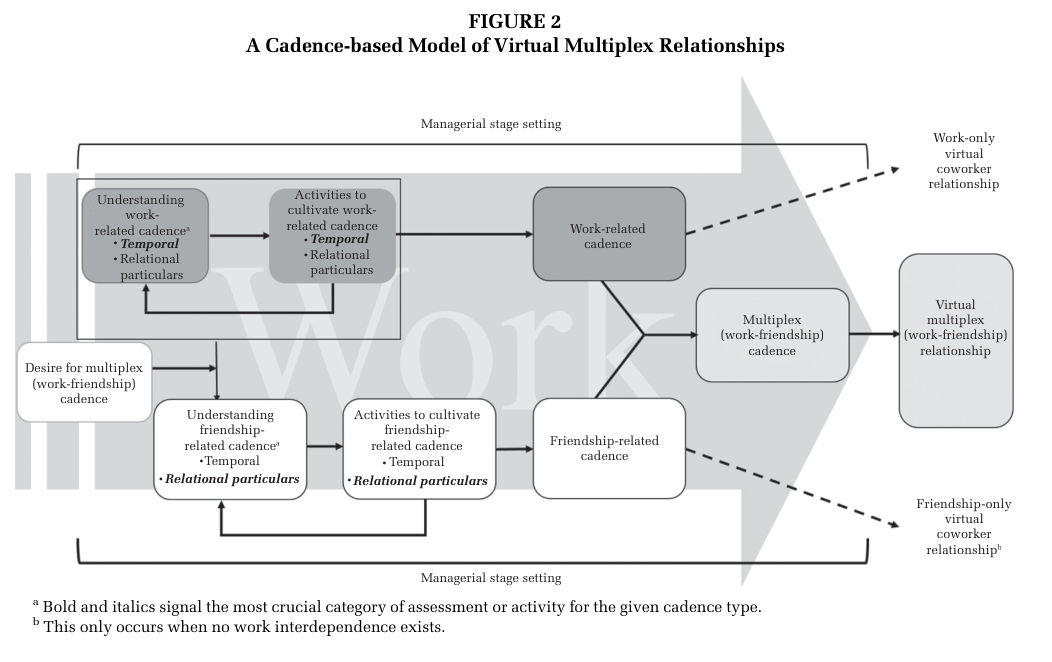 FIGURE 2
A Cadence-based Model of Virtual Multiplex Relationships
Managerial stage setting
Work-only
virtual
coworker
relationship
Understanding
work-
related cadenceᵃ
• Temporal
• Relational
particulars
Activities to
cultivate work-
related cadence
• Temporal
• Relational
particulars
Work-related
cadence
Work
Multiplex
(work-friendship)
cadence
Virtual
multiplex
(work-friendship)
relationship
Desire for multiplex
(work-friendship)
cadence
Understanding
friendship-
related cadenceᵃ
• Temporal
• Relational particulars
Activities to cultivate
friendship-
related cadence
• Temporal
• Relational particulars
Friendship-related
cadence
Friendship-only
virtual
coworker
relationshipᵇ
Managerial stage setting
ᵃ Bold and italics signal the most crucial category of assessment or activity for the given cadence type.
ᵇ This only occurs when no work interdependence exists.